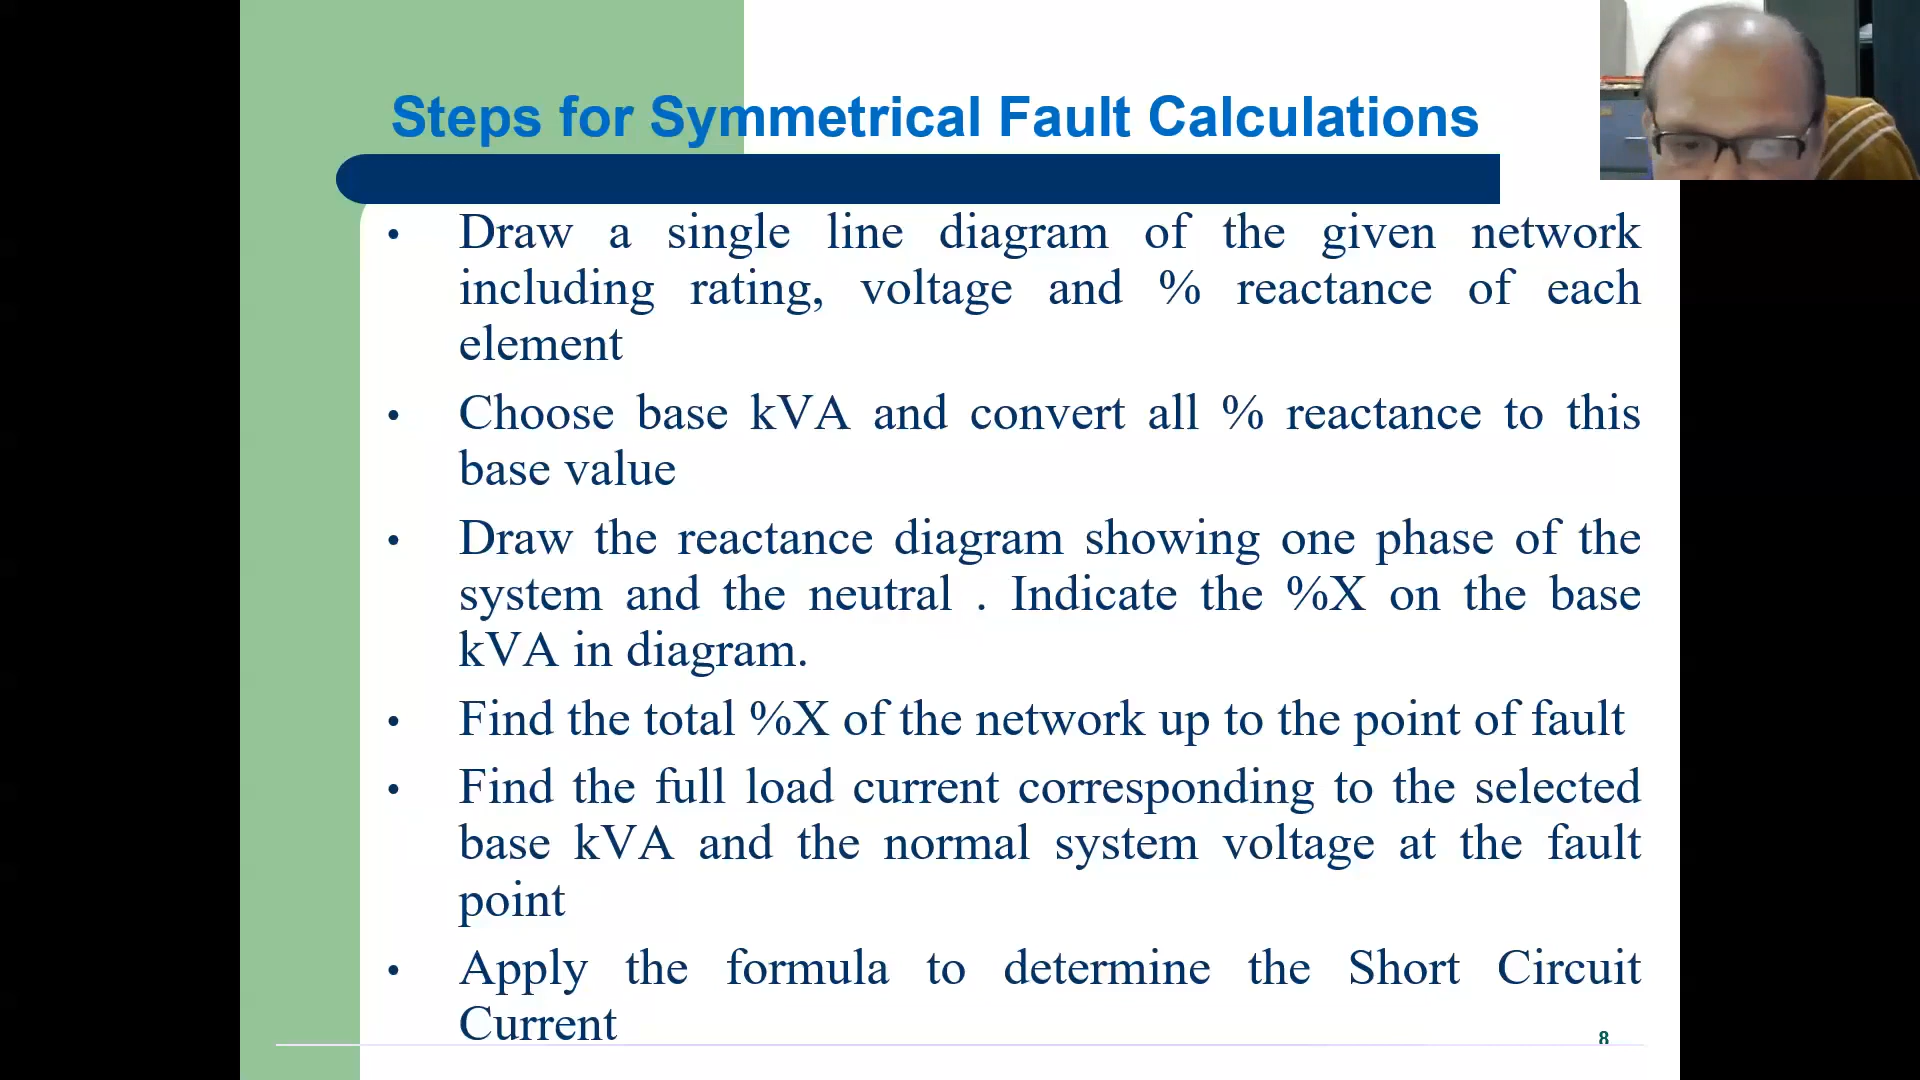 Steps for Symmetrical Fault Calculations
• Draw a single line diagram of the given network
including rating, voltage and % reactance of each
element
• Choose base kVA and convert all % reactance to this
base value
• Draw the reactance diagram showing one phase of the
system and the neutral . Indicate the %X on the base
kVA in diagram.
• Find the total %X of the network up to the point of fault
• Find the full load current corresponding to the selected
base kVA and the normal system voltage at the fault
point
• Apply the formula to determine the Short Circuit
Current
8